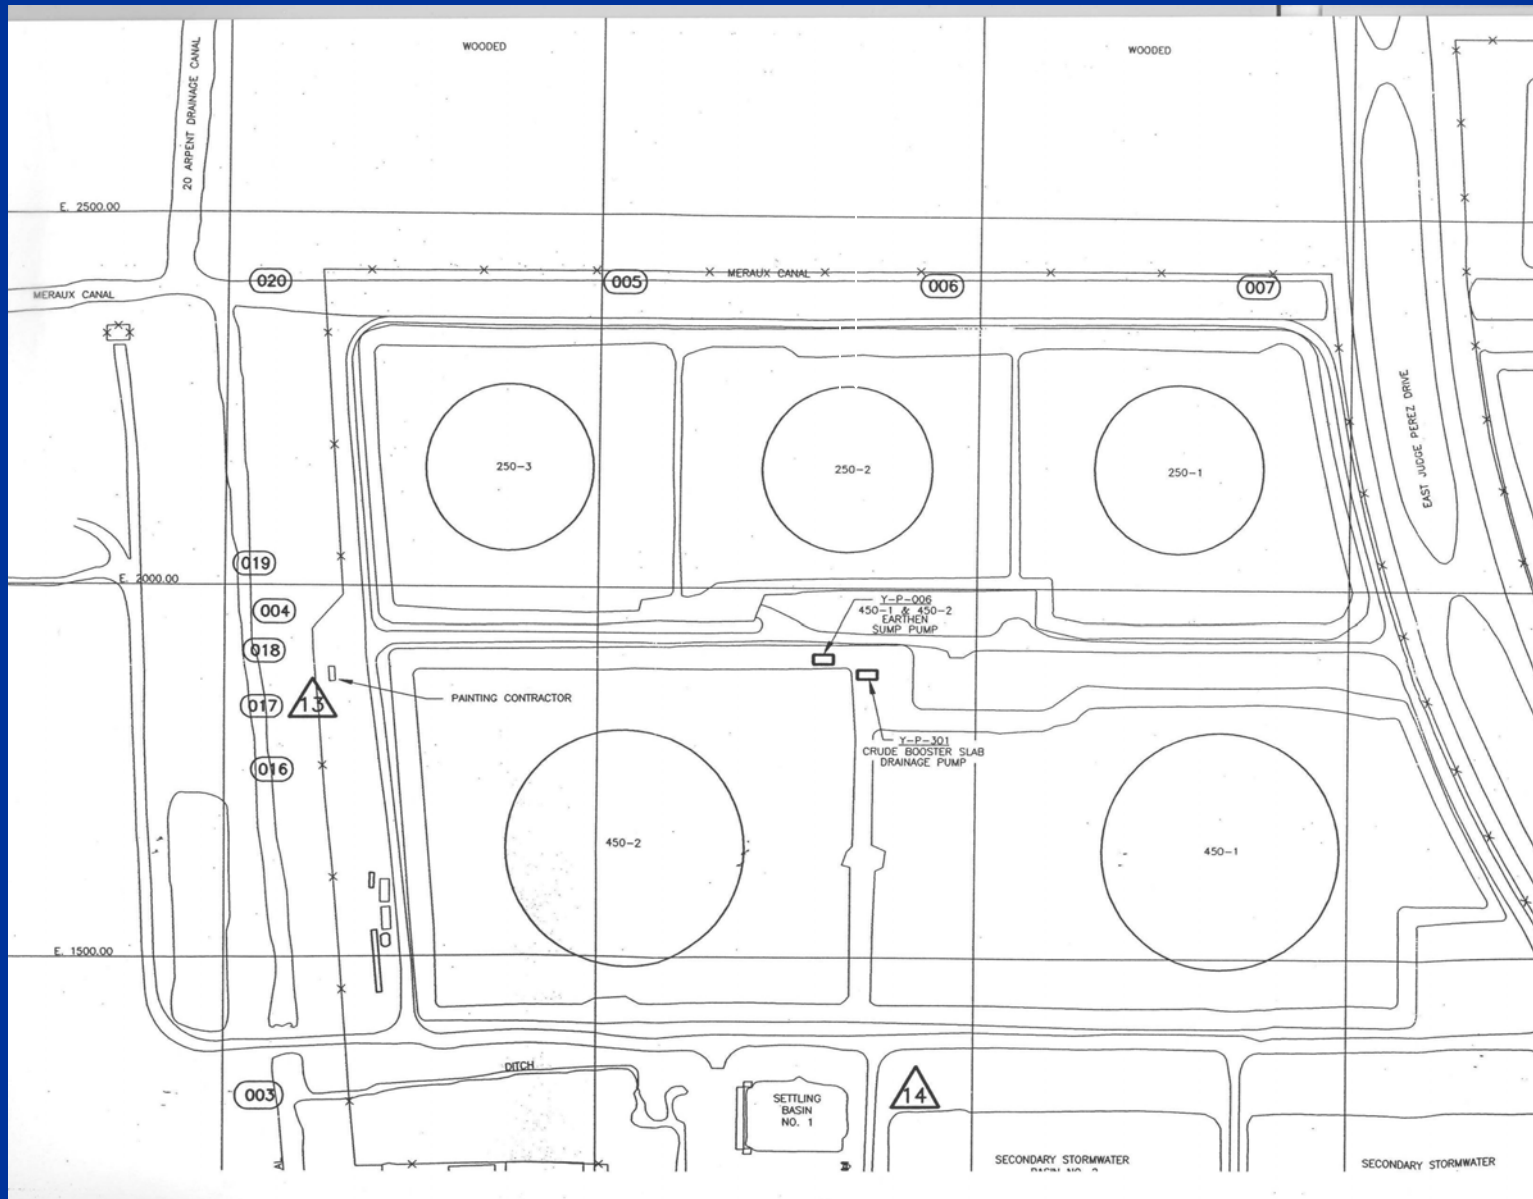 WOODED
WOODED
20 ARPENT DRAINAGE CANAL
E. 2500.00
020
005
MERAUX CANAL
006
007
MERAUX CANAL
EAST JUDGE PEREZ DRIVE
250-3
250-2
250-1
019
E. 2000.00
004
Y-P-006
450-1 & 450-2
EARTHEN
SUMP PUMP
018
017
13
PAINTING CONTRACTOR
Y-P-301
CRUDE BOOSTER SLAB
DRAINAGE PUMP
016
450-2
450-1
E. 1500.00
DITCH
003
SETTLING
BASIN
NO. 1
14
SECONDARY STORMWATER
SECONDARY STORMWATER